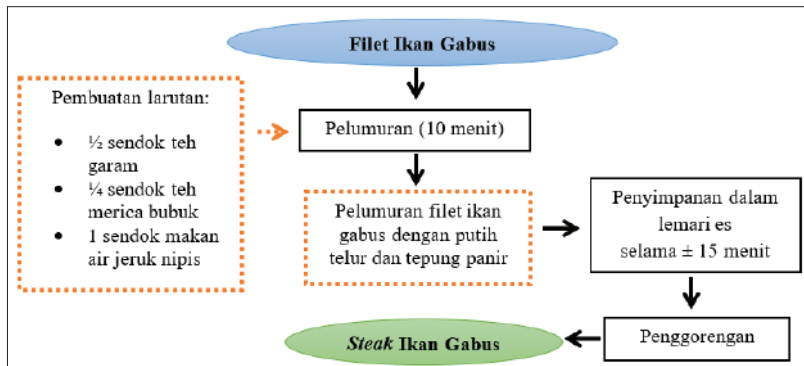 Filet Ikan Gabus
Pembuatan larutan:
• ½ sendok teh
garam
• ¼ sendok teh
merica bubuk
• 1 sendok makan
air jeruk nipis
Pelumuran (10 menit)
Pelumuran filet ikan
gabus dengan putih
telur dan tepung panir
Penyimpanan dalam
lemari es
selama ± 15 menit
Penggorengan
Steak Ikan Gabus